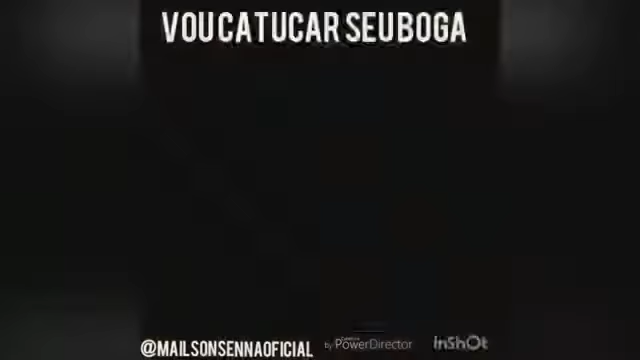 VOU CATUCAR SEU BOGA
@MAILSONSENNAOFICIAL
by PowerDirector
InShOt